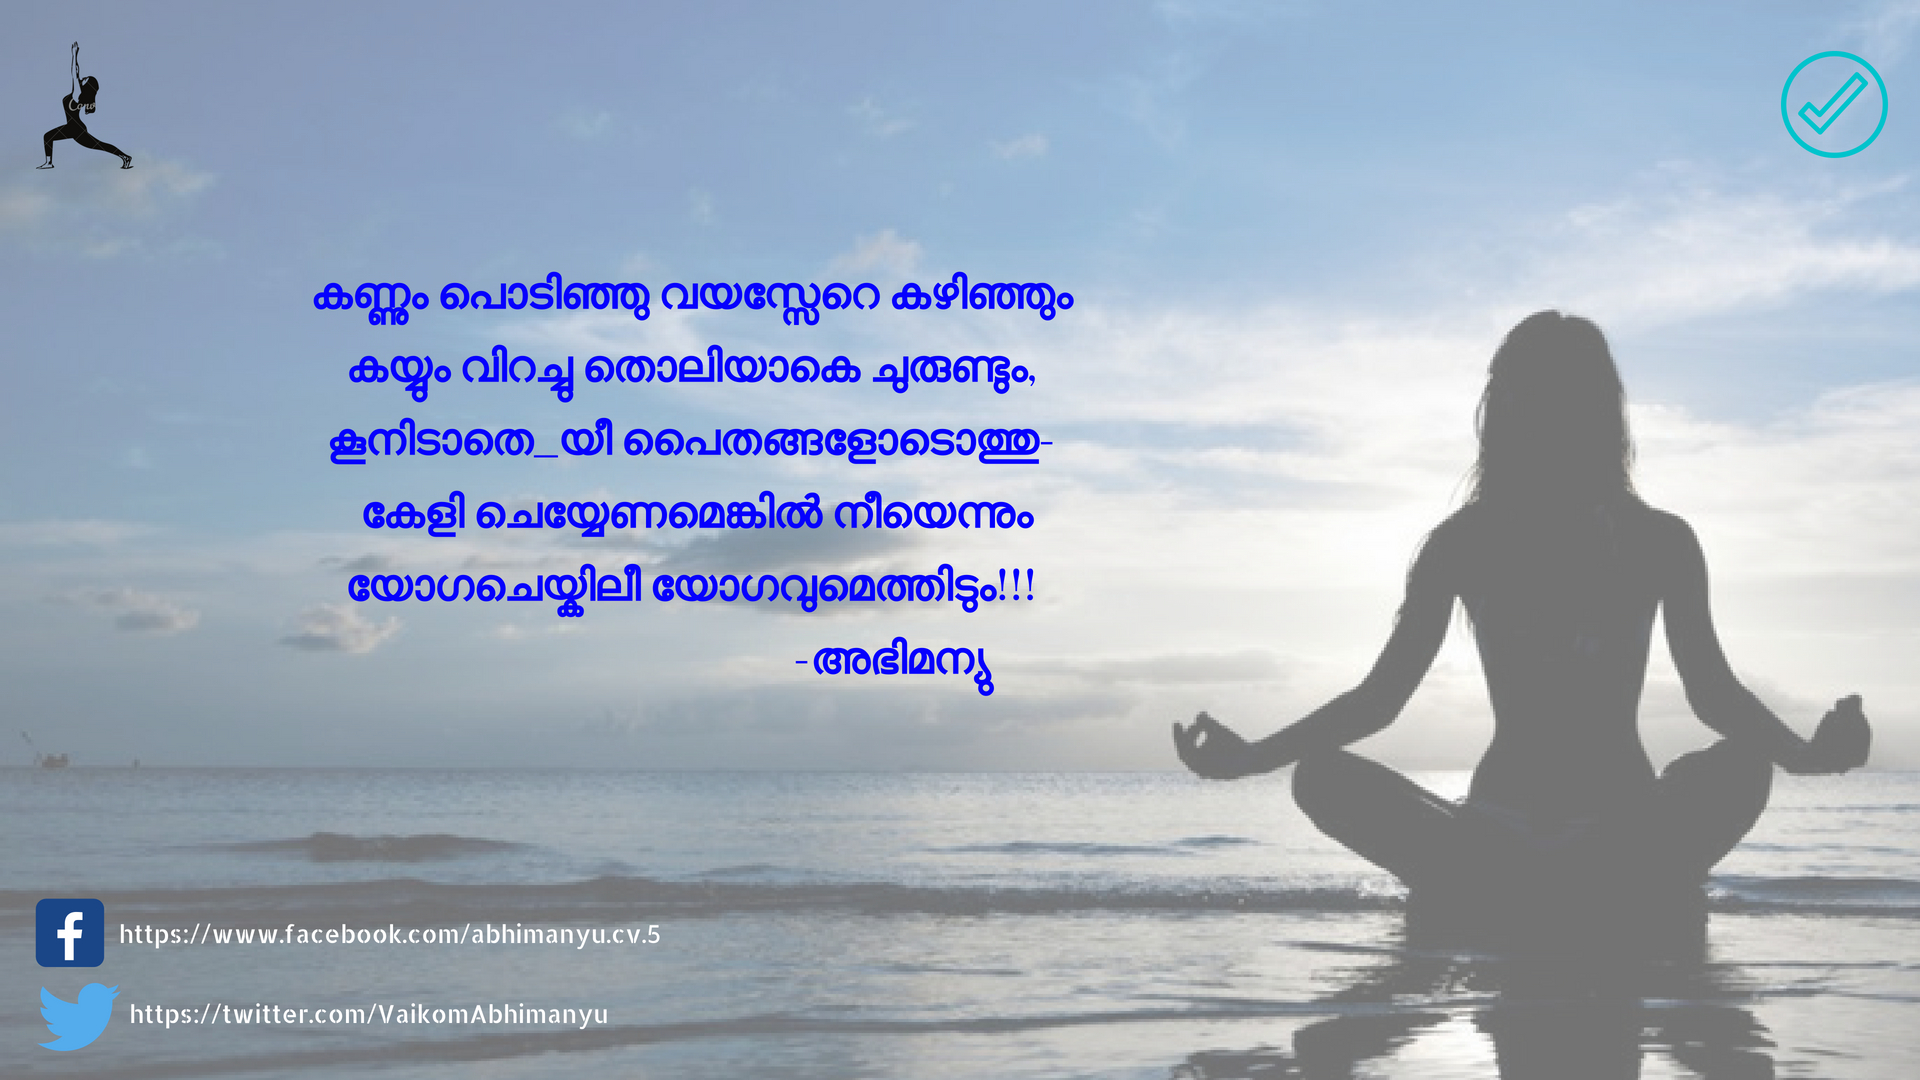 കണ്ണും പൊടിഞ്ഞു വയസ്സേറെ കഴിഞ്ഞും
കയ്യും വിറച്ചു തൊലിയാകെ ചുരുണ്ടും,
കൂനിടാതെ_യീ പൈതങ്ങളോടൊത്തു-
കേളി ചെയ്യേണമെങ്കിൽ നീയെന്നും
യോഗചെയ്കിലീ യോഗവുമെത്തിടും!!!
-അഭിമന്യു
https://www.facebook.com/abhimanyu.cv.5
https://twitter.com/VaikomAbhimanyu